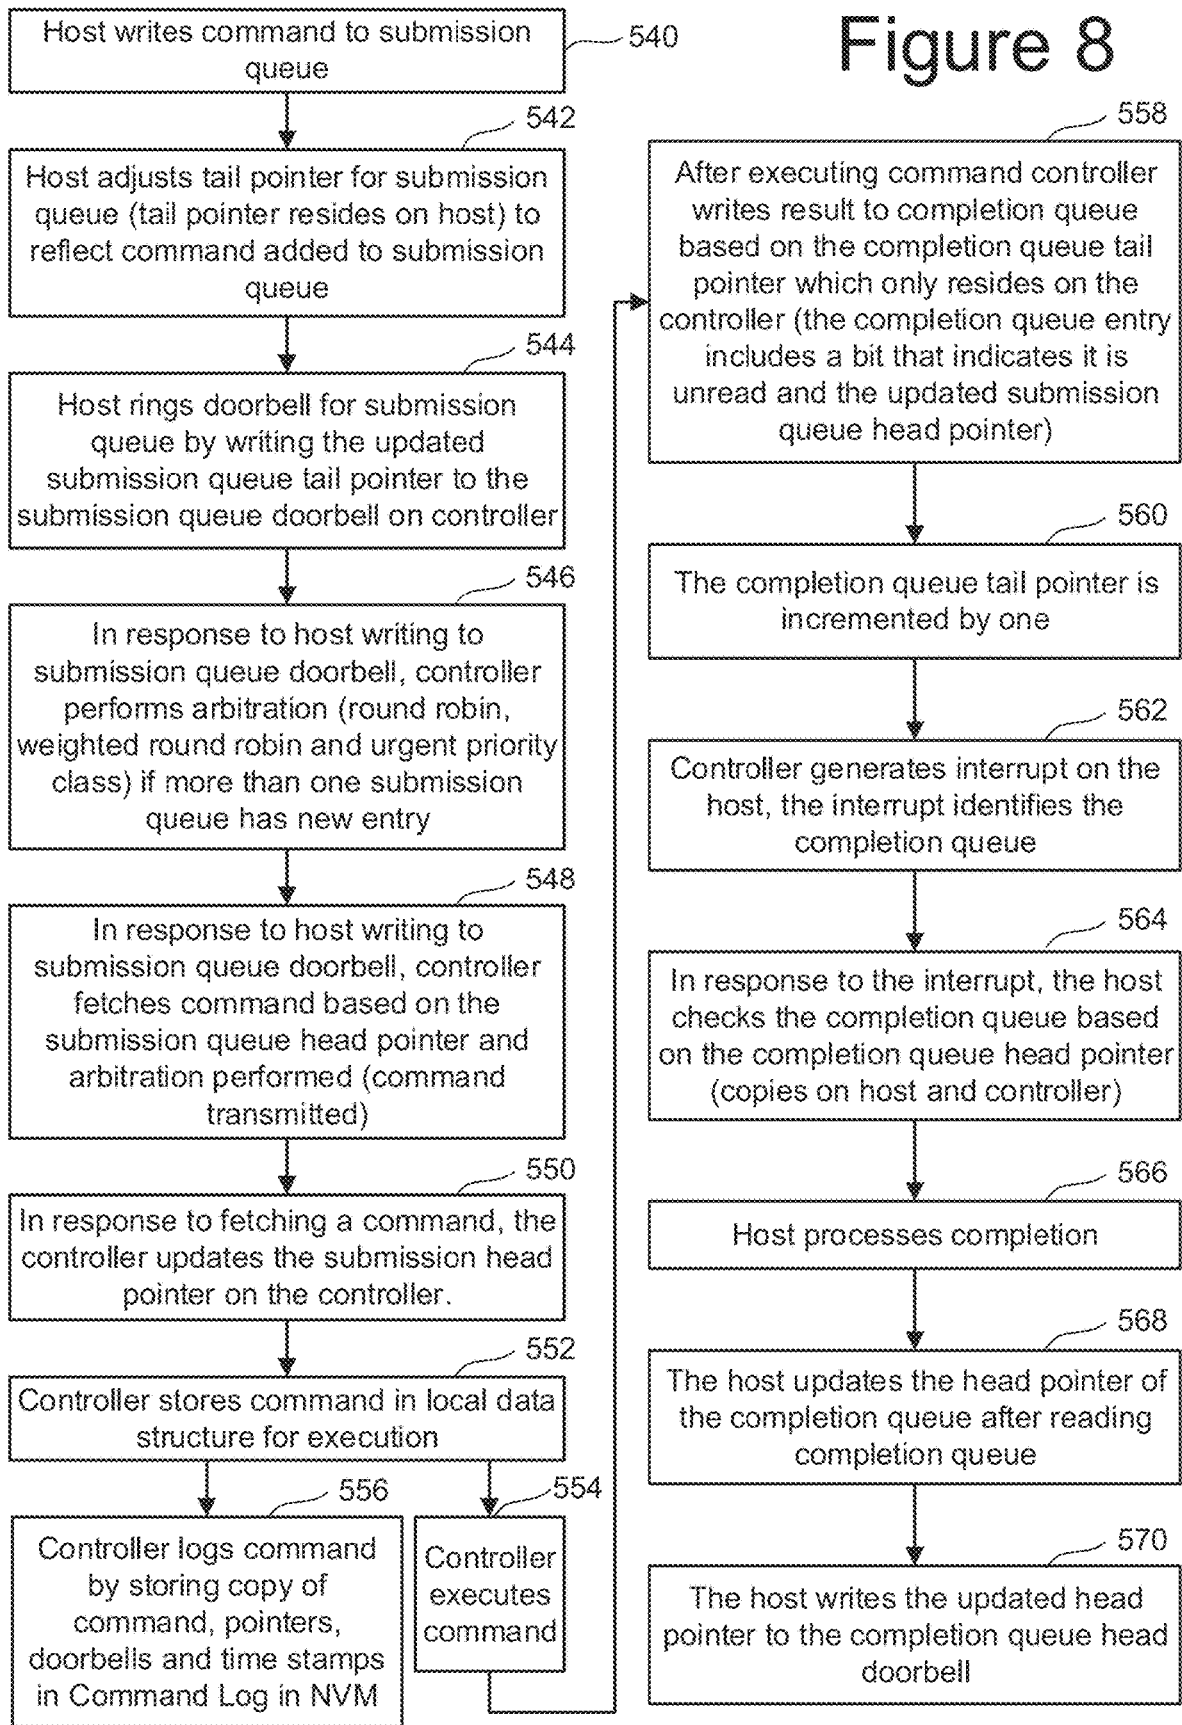 Figure 8
Host writes command to submission
queue
540
542
Host adjusts tail pointer for submission
queue (tail pointer resides on host) to
reflect command added to submission
queue
544
Host rings doorbell for submission
queue by writing the updated
submission queue tail pointer to the
submission queue doorbell on controller
546
In response to host writing to
submission queue doorbell, controller
performs arbitration (round robin,
weighted round robin and urgent priority
class) if more than one submission
queue has new entry
548
In response to host writing to
submission queue doorbell, controller
fetches command based on the
submission queue head pointer and
arbitration performed (command
transmitted)
550
In response to fetching a command, the
controller updates the submission head
pointer on the controller.
552
Controller stores command in local data
structure for execution
556
Controller logs command
by storing copy of
command, pointers,
doorbells and time stamps
in Command Log in NVM
554
Controller
executes
command
558
After executing command controller
writes result to completion queue
based on the completion queue tail
pointer which only resides on the
controller (the completion queue entry
includes a bit that indicates it is
unread and the updated submission
queue head pointer)
560
The completion queue tail pointer is
incremented by one
562
Controller generates interrupt on the
host, the interrupt identifies the
completion queue
564
In response to the interrupt, the host
checks the completion queue based
on the completion queue head pointer
(copies on host and controller)
566
Host processes completion
568
The host updates the head pointer of
the completion queue after reading
completion queue
570
The host writes the updated head
pointer to the completion queue head
doorbell